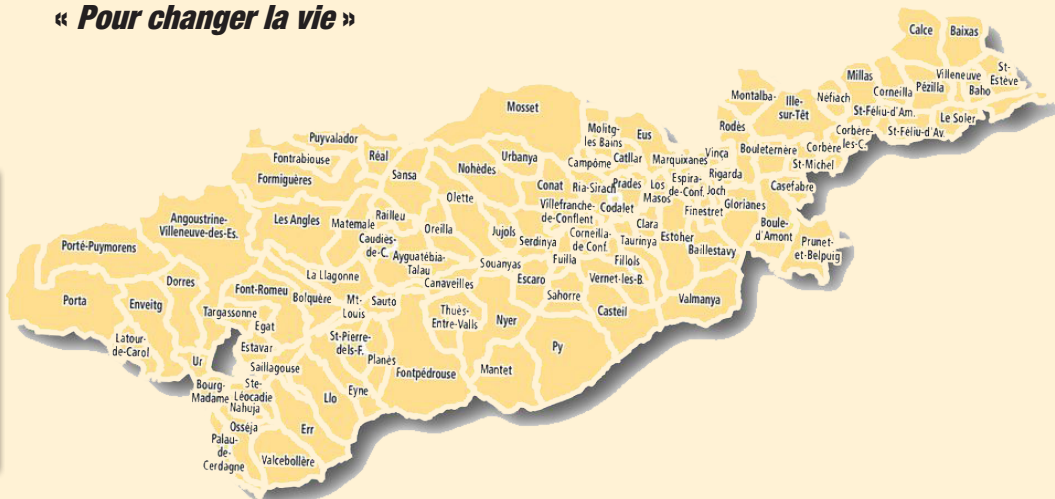 « Pour changer la vie »
Calce
Baixas
St-
Estève
Villeneuve
Millas
Pézilla
Baho
Corneilla
Néfiach
Montalba-
Ille-
sur-Têt
St-Féliu-d'Am.
Le Soler
Mosset
Molitg-
les Bains
Eus
Rodès
Corbère-
les-C.
St-Féliu-d'Av.
Puyvalador
Réal
Urbanya
Campôme
Catllar
Marquixanes
Vinça
Bouleternère
Corbère
St-Michel
Fontrabiouse
Nohèdes
Sansa
Formiguères
Conat
Ria-Sirach
Prades
Los
Masos
Espira-
de-Conf.
Joch
Rigarda
Casefabre
Olette
Villefranche-
de-Conflent
Codalet
Finestret
Glorianes
Angoustrine-
Villeneuve-des-Es.
Les Angles
Matemale
Railleu
Oreilla
Jujols
Serdinya
Corneilla-
de Conf.
Clara
Taurinya
Estoher
Boule-
d'Amont
Prunet-
et-Belpuig
Porté-Puymorens
Caudiès-
de-C.
Ayguatébia-
Talau
Souanyas
Fuilla
Fillols
Baillestavy
La Llagonne
Canaveilles
Escaro
Vernet-les-B.
Dorres
Font-Romeu
Bolquère
Mt-
Louis
Sauto
Sahorre
Valmanya
Porta
Enveitg
Targassonne
Egat
Thuès-
Entre-Valls
Nyer
Casteil
Latour-
de-Carol
Ur
Estavar
Saillagouse
St-Pierre-
dels-F.
Planès
Fontpédrouse
Mantet
Py
Bourg-
Madame
Ste-
Léocadie
Nahuja
Llo
Eyne
Osséja
Err
Palau-
de-
Cerdagne
Valcebollère